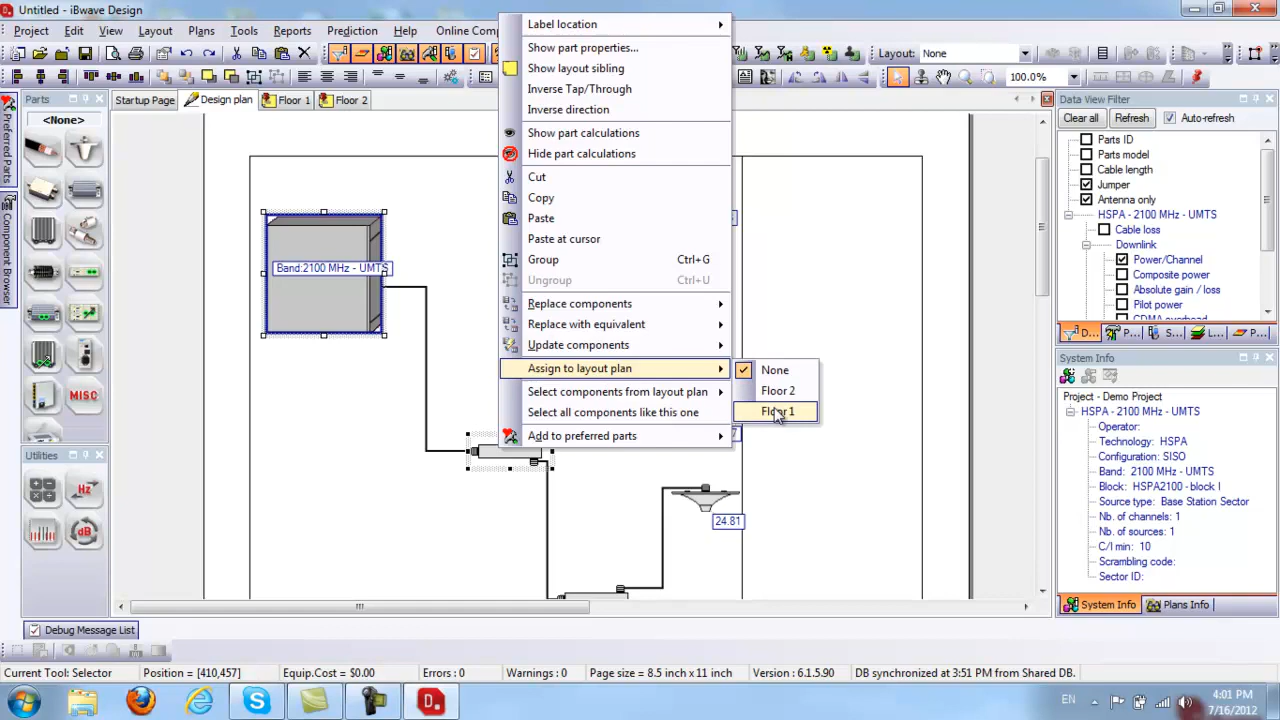 Untitled - iBwave Design
Project Edit View Layout Plans Tools Reports Prediction Help Online Comp
Layout: None
100.0%
Parts
<None>
MISC
Utilities
Preferred Parts
Component Browser
Startup Page Design plan Floor 1 Floor 2
Band:2100 MHz - UMTS
24.81
Label location
Show part properties...
Show layout sibling
Inverse Tap/Through
Inverse direction
Show part calculations
Hide part calculations
Cut
Copy
Paste
Paste at cursor
Group Ctrl+G
Ungroup Ctrl+U
Replace components
Replace with equivalent
Update components
Assign to layout plan
Select components from layout plan
Select all components like this one
Add to preferred parts
None
Floor 2
Floor 1
Data View Filter
Clear all Refresh Auto-refresh
Parts ID
Parts model
Cable length
Jumper
Antenna only
HSPA - 2100 MHz - UMTS
Cable loss
Downlink
Power/Channel
Composite power
Absolute gain / loss
Pilot power
CDMA overhead
D... P... S... L... P...
System Info
Project - Demo Project
HSPA - 2100 MHz - UMTS
Operator:
Technology: HSPA
Configuration: SISO
Band: 2100 MHz - UMTS
Block: HSPA2100 - block I
Source type: Base Station Sector
Nb. of channels: 1
Nb. of sources: 1
C/I min: 10
Scrambling code:
Sector ID:
System Info Plans Info
Debug Message List
Current Tool: Selector Position = [410,457] Equip.Cost = $0.00 Errors : 0 Warnings : 0 Page size = 8.5 inch x 11 inch Version : 6.1.5.90 DB synchronized at 3:51 PM from Shared DB.
EN
4:01 PM
7/16/2012